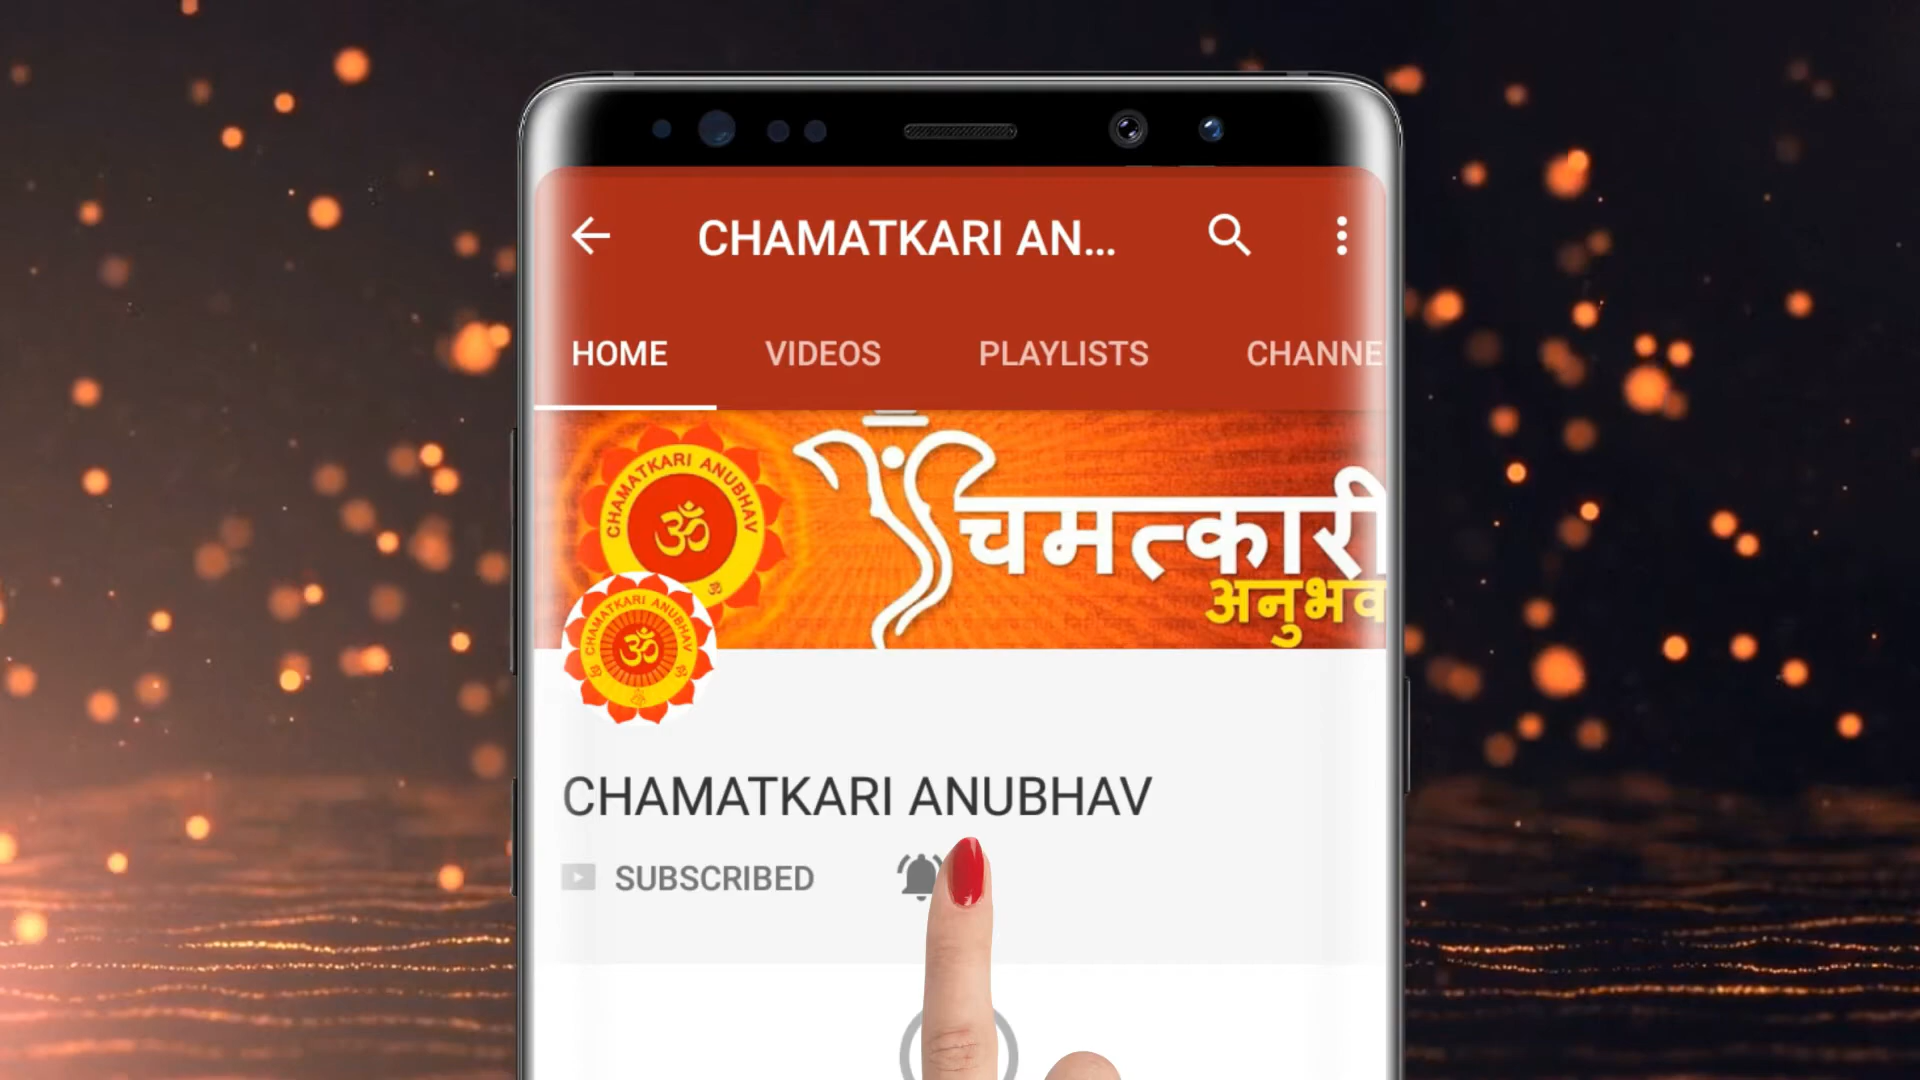 CHAMATKARI AN...
HOME VIDEOS PLAYLISTS CHANNE
CHAMATKARI ANUBHAV
ॐ
चमत्कारी
अनुभव
CHAMATKARI ANUBHAV
ॐ
CHAMATKARI ANUBHAV
SUBSCRIBED